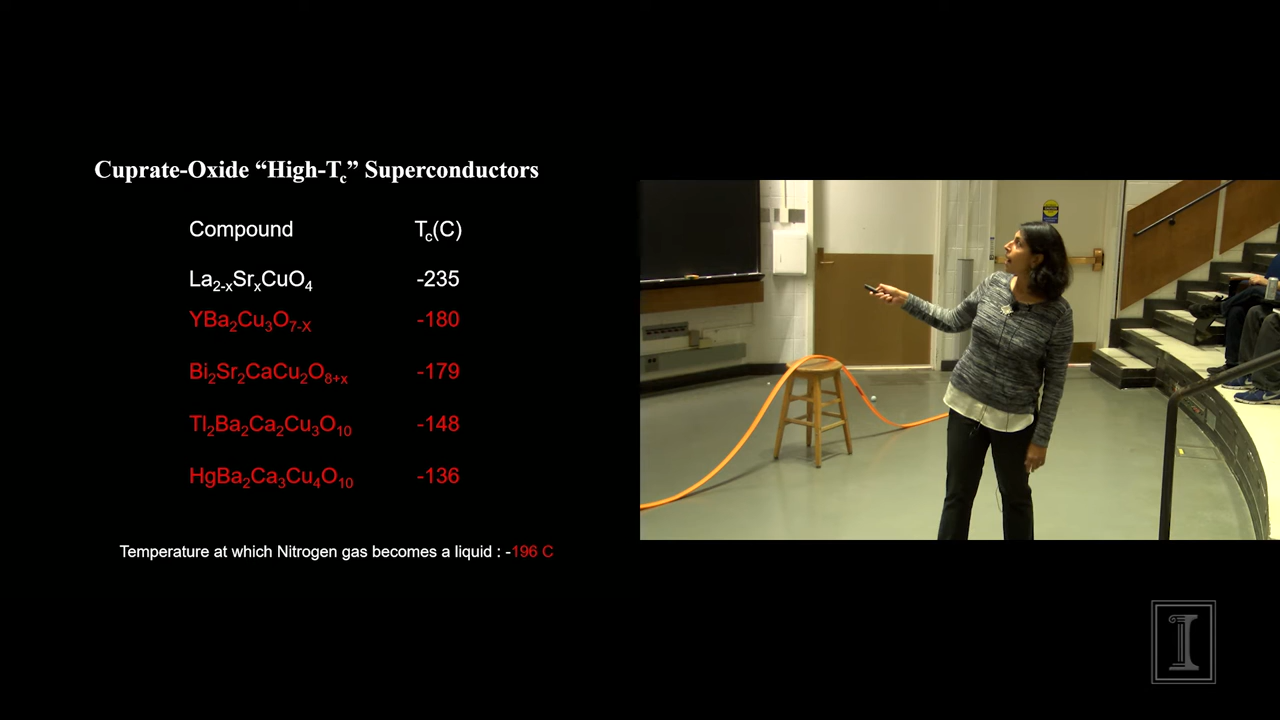 Cuprate-Oxide “High-Tc” Superconductors
Compound Tc(C)
La2-xSrxCuO4 -235
YBa2Cu3O7-X -180
Bi2Sr2CaCu2O8+x -179
Tl2Ba2Ca2Cu3O10 -148
HgBa2Ca3Cu4O10 -136
Temperature at which Nitrogen gas becomes a liquid : -196 C